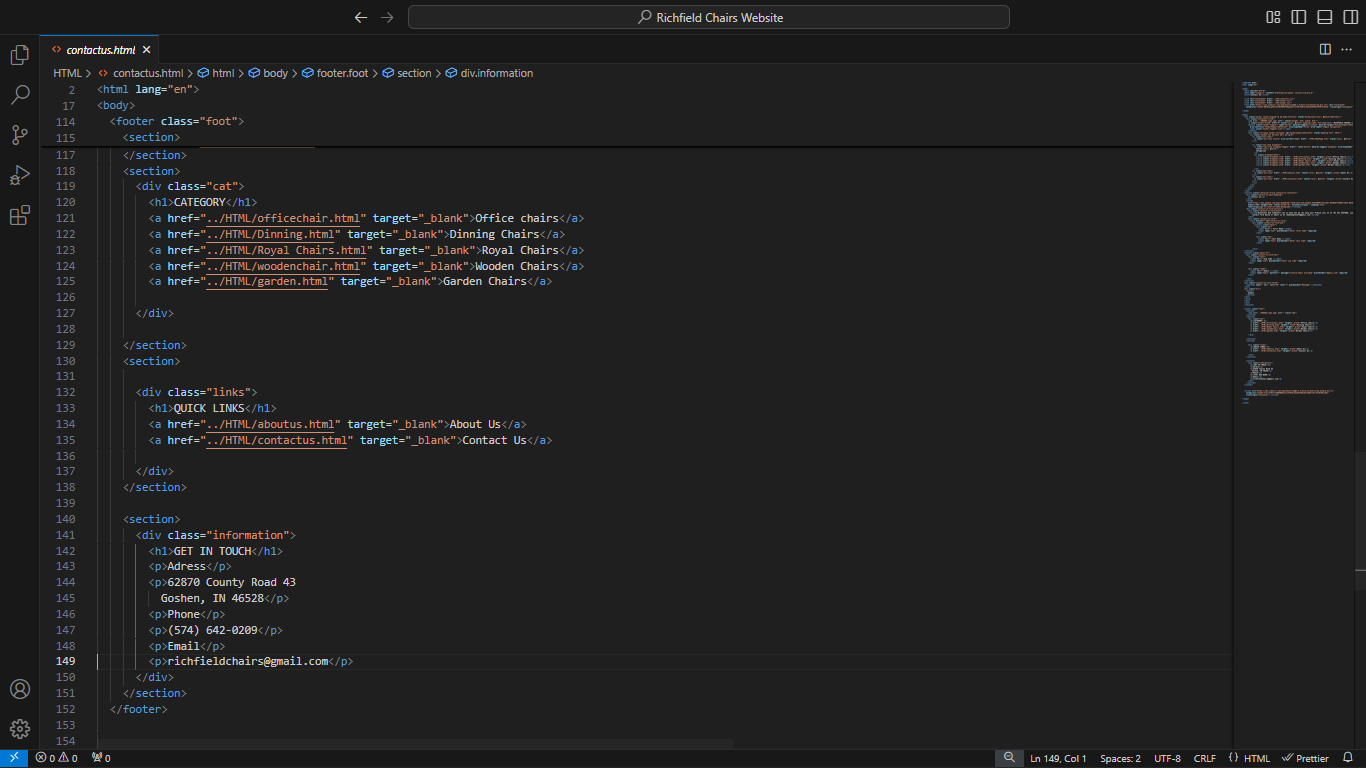 Richfield Chairs Website
contactus.html
HTML > contactus.html > html > body > footer.foot > section > div.information
2 <html lang="en">
17 <body>
114 <footer class="foot">
115 <section>
117 </section>
118 <section>
119 <div class="cat">
120 <h1>CATEGORY</h1>
121 <a href="../HTML/officechair.html" target="_blank">Office chairs</a>
122 <a href="../HTML/Dinning.html" target="_blank">Dinning Chairs</a>
123 <a href="../HTML/Royal Chairs.html" target="_blank">Royal Chairs</a>
124 <a href="../HTML/woodenchair.html" target="_blank">Wooden Chairs</a>
125 <a href="../HTML/garden.html" target="_blank">Garden Chairs</a>
126
127 </div>
128
129 </section>
130 <section>
131
132 <div class="links">
133 <h1>QUICK LINKS</h1>
134 <a href="../HTML/aboutus.html" target="_blank">About Us</a>
135 <a href="../HTML/contactus.html" target="_blank">Contact Us</a>
136
137 </div>
138 </section>
139
140 <section>
141 <div class="information">
142 <h1>GET IN TOUCH</h1>
143 <p>Adress</p>
144 <p>62870 County Road 43
145 Goshen, IN 46528</p>
146 <p>Phone</p>
147 <p>(574) 642-0209</p>
148 <p>Email</p>
149 <p>richfieldchairs@gmail.com</p>
150 </div>
151 </section>
152 </footer>
153
154
0 0 0 Ln 149, Col 1 Spaces: 2 UTF-8 CRLF {} HTML Prettier